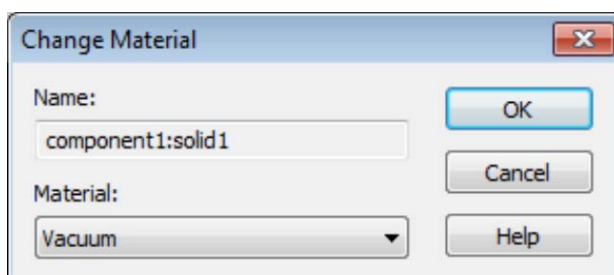 Change Material
Name:
component1:solid1
Material:
Vacuum
OK
Cancel
Help